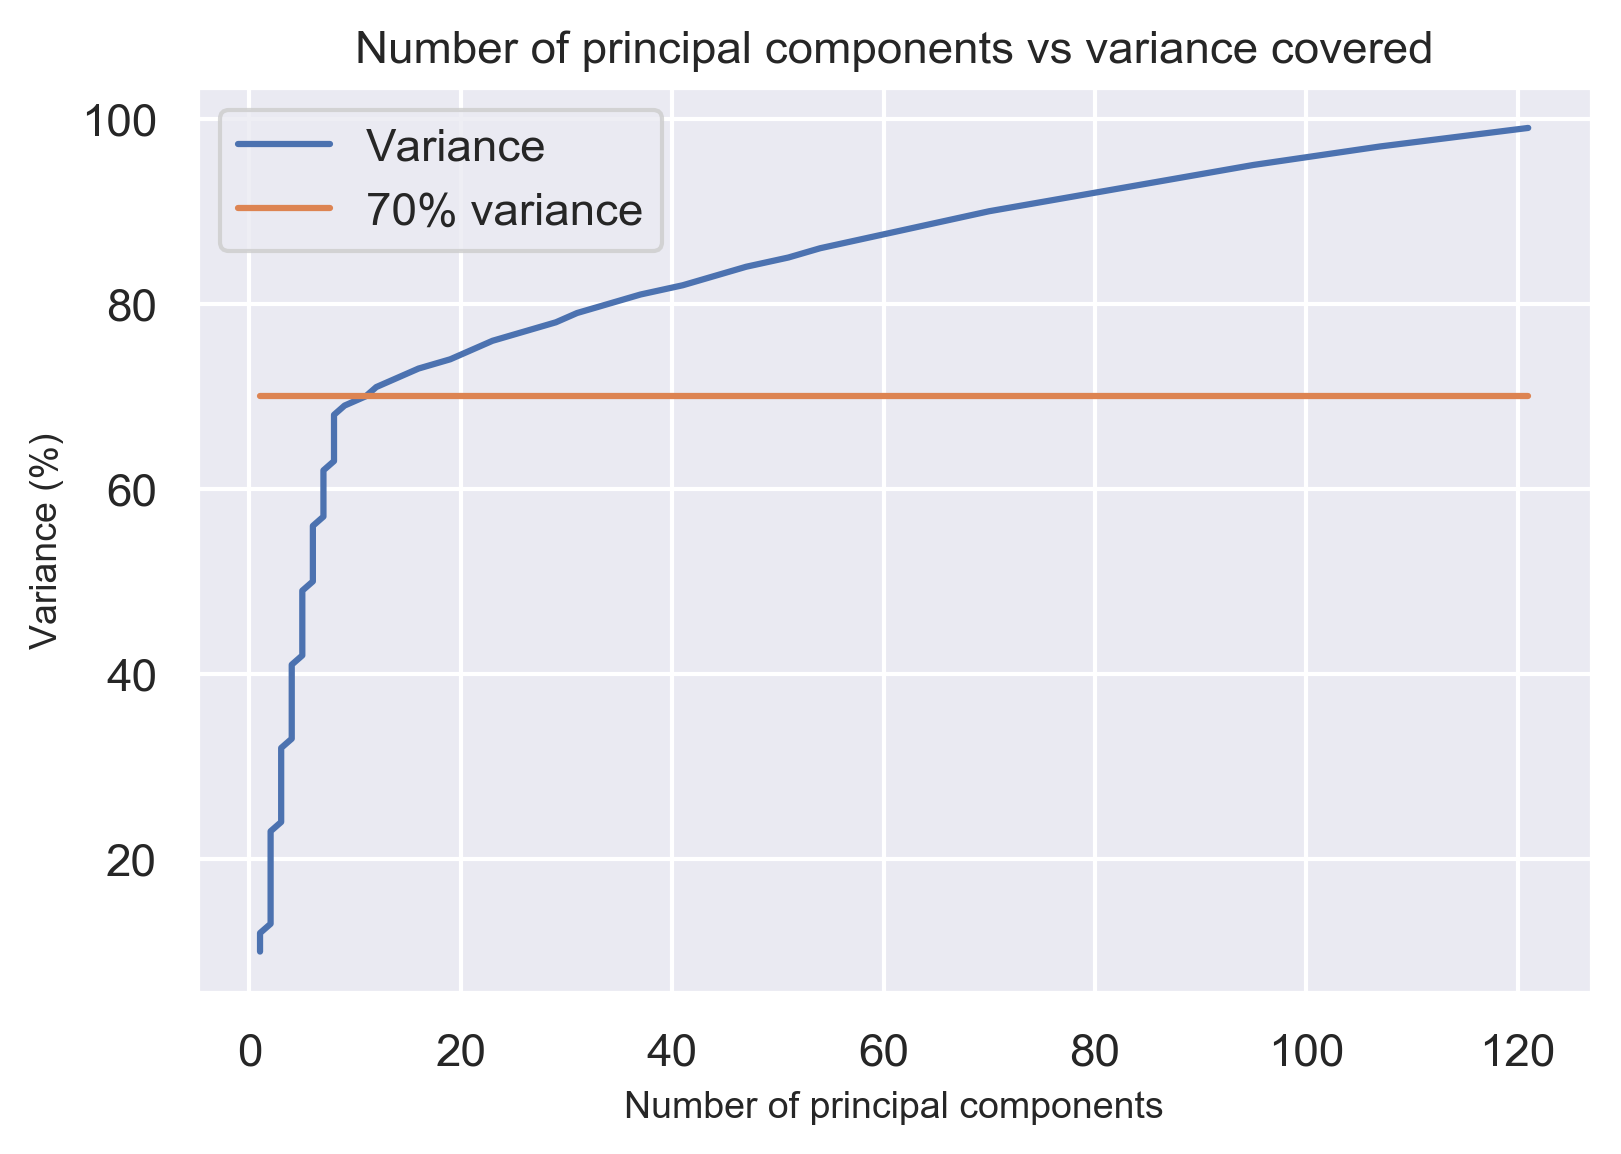 Number of principal components vs variance covered
Variance
70% variance
100
80
60
40
20
Variance (%)
0 20 40 60 80 100 120
Number of principal components